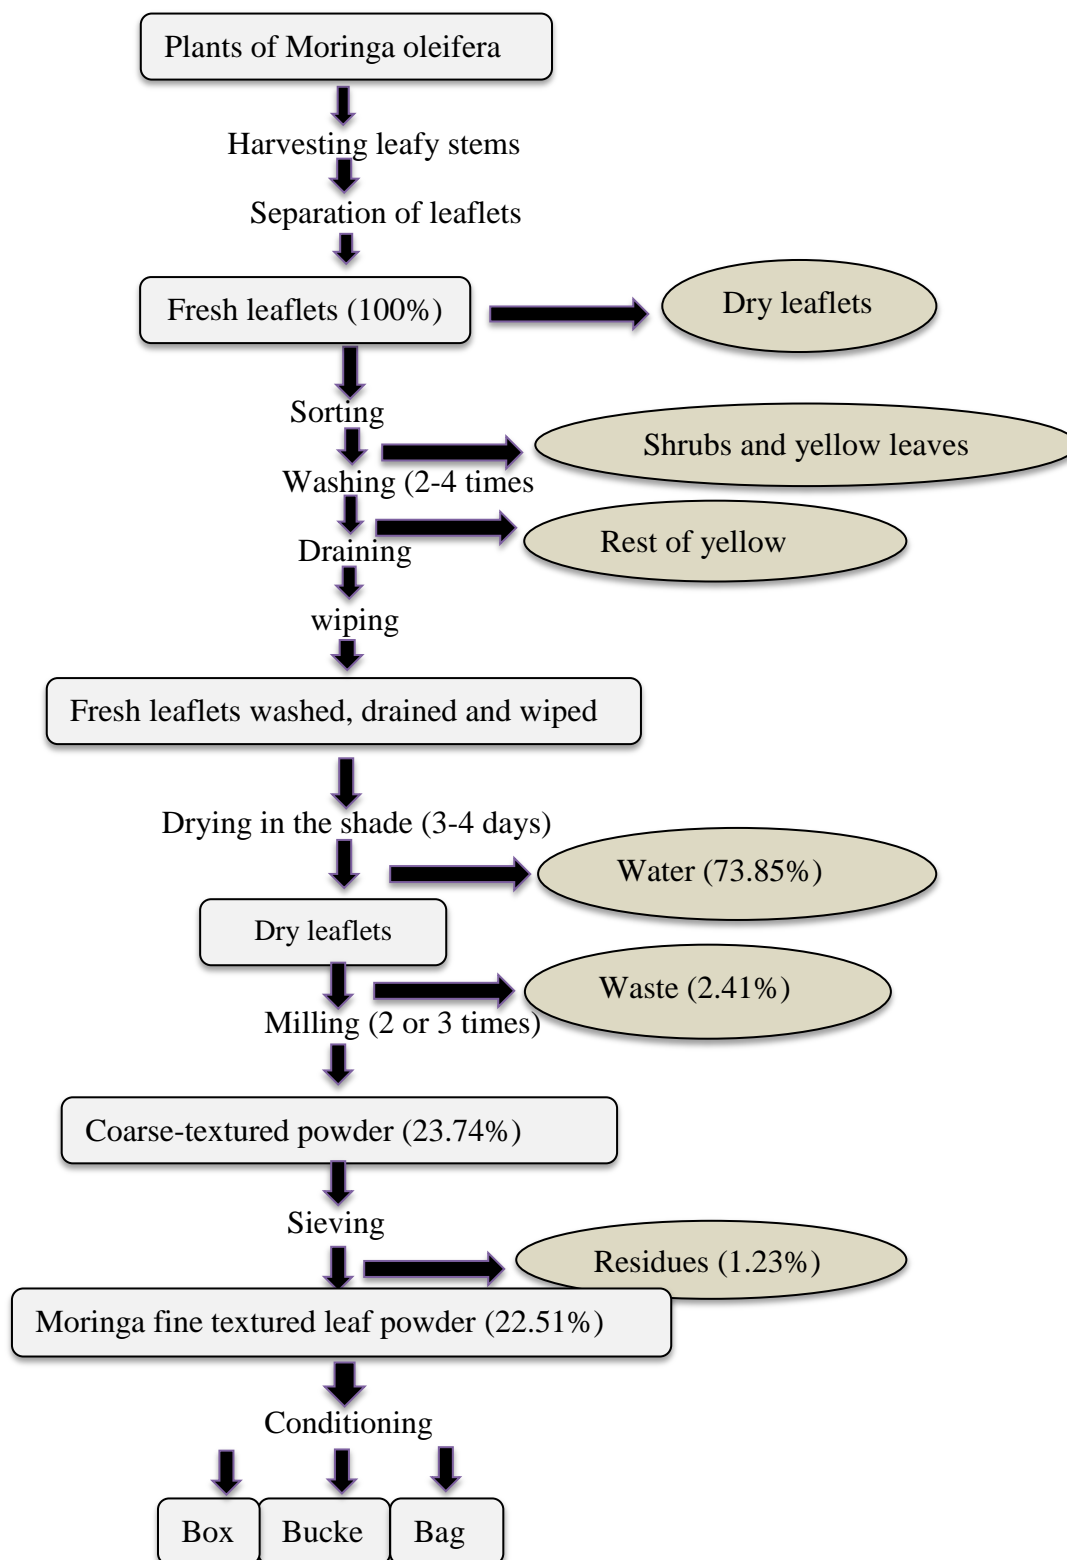 Plants of Moringa oleifera
Harvesting leafy stems
Separation of leaflets
Fresh leaflets (100%)
Dry leaflets
Sorting
Shrubs and yellow leaves
Washing (2-4 times
Rest of yellow
Draining
wiping
Fresh leaflets washed, drained and wiped
Drying in the shade (3-4 days)
Water (73.85%)
Dry leaflets
Waste (2.41%)
Milling (2 or 3 times)
Coarse-textured powder (23.74%)
Sieving
Residues (1.23%)
Moringa fine textured leaf powder (22.51%)
Conditioning
Box
Bucke
Bag